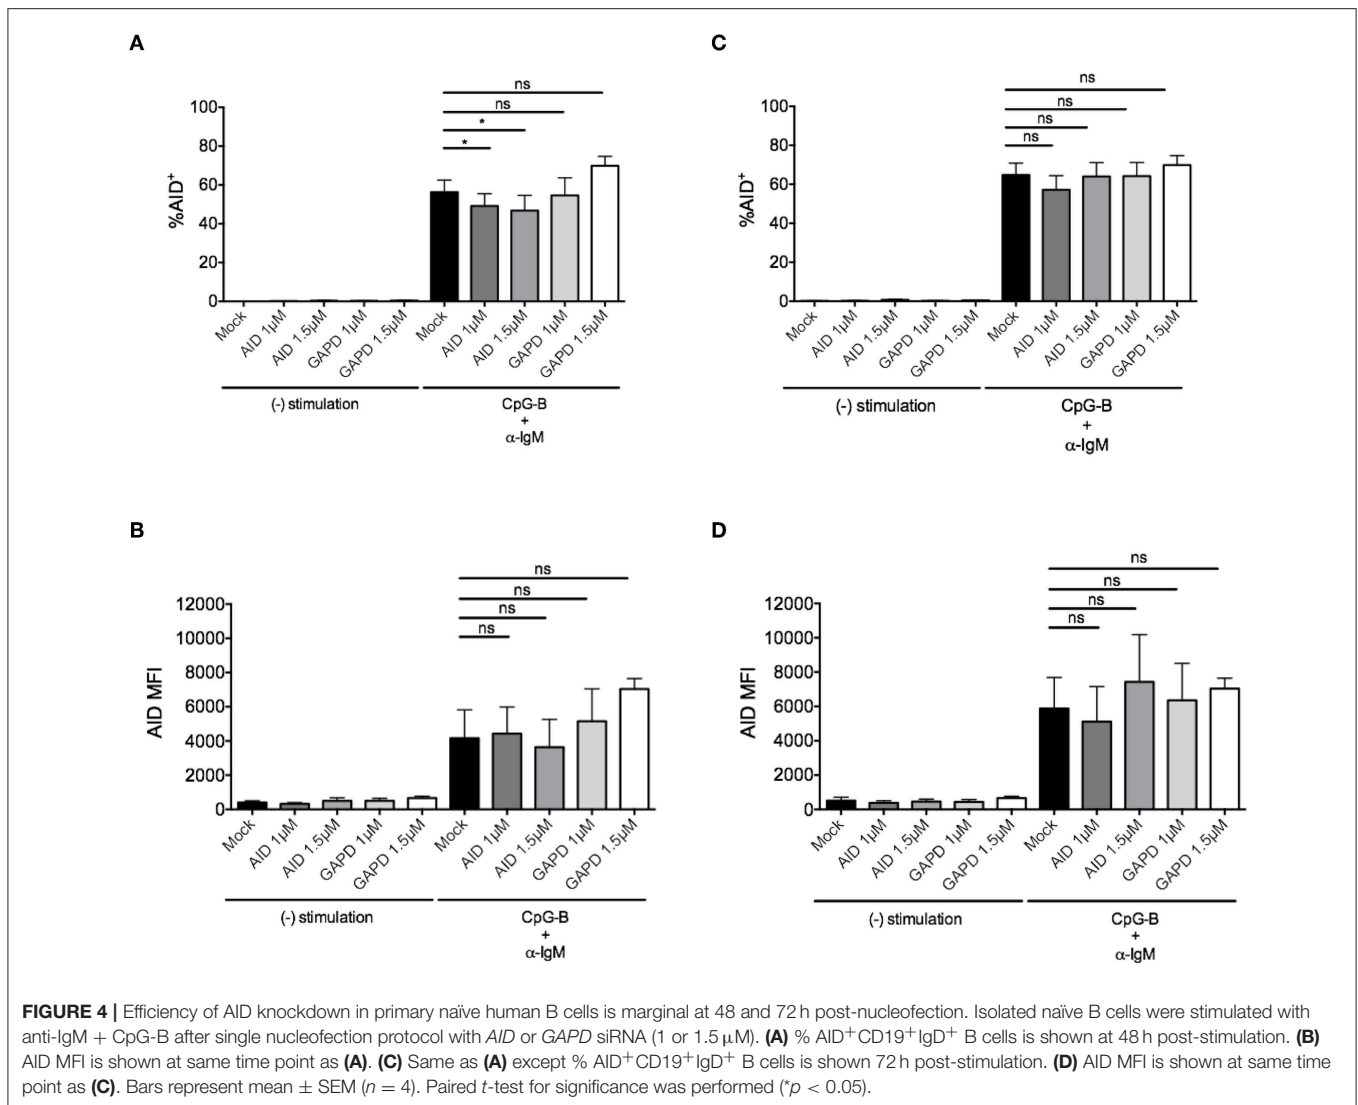 A
ns
ns
*
*
100
80
60
40
20
0
%AID+
Mock
AID 1µM
AID 1.5µM
GAPD 1µM
GAPD 1.5µM
Mock
AID 1µM
AID 1.5µM
GAPD 1µM
GAPD 1.5µM
(-) stimulation
CpG-B
+
α-IgM
C
ns
ns
ns
ns
100
80
60
40
20
0
%AID+
Mock
AID 1µM
AID 1.5µM
GAPD 1µM
GAPD 1.5µM
Mock
AID 1µM
AID 1.5µM
GAPD 1µM
GAPD 1.5µM
(-) stimulation
CpG-B
+
α-IgM
B
ns
ns
ns
ns
12000
10000
8000
6000
4000
2000
0
AID MFI
Mock
AID 1µM
AID 1.5µM
GAPD 1µM
GAPD 1.5µM
Mock
AID 1µM
AID 1.5µM
GAPD 1µM
GAPD 1.5µM
(-) stimulation
CpG-B
+
α-IgM
D
ns
ns
ns
ns
12000
10000
8000
6000
4000
2000
0
AID MFI
Mock
AID 1µM
AID 1.5µM
GAPD 1µM
GAPD 1.5µM
Mock
AID 1µM
AID 1.5µM
GAPD 1µM
GAPD 1.5µM
(-) stimulation
CpG-B
+
α-IgM
FIGURE 4 | Efficiency of AID knockdown in primary naïve human B cells is marginal at 48 and 72 h post-nucleofection. Isolated naïve B cells were stimulated with
anti-IgM + CpG-B after single nucleofection protocol with AID or GAPD siRNA (1 or 1.5 µM). (A) % AID+CD19+IgD+ B cells is shown at 48 h post-stimulation. (B)
AID MFI is shown at same time point as (A). (C) Same as (A) except % AID+CD19+IgD+ B cells is shown 72 h post-stimulation. (D) AID MFI is shown at same time
point as (C). Bars represent mean ± SEM (n = 4). Paired t-test for significance was performed (*p < 0.05).